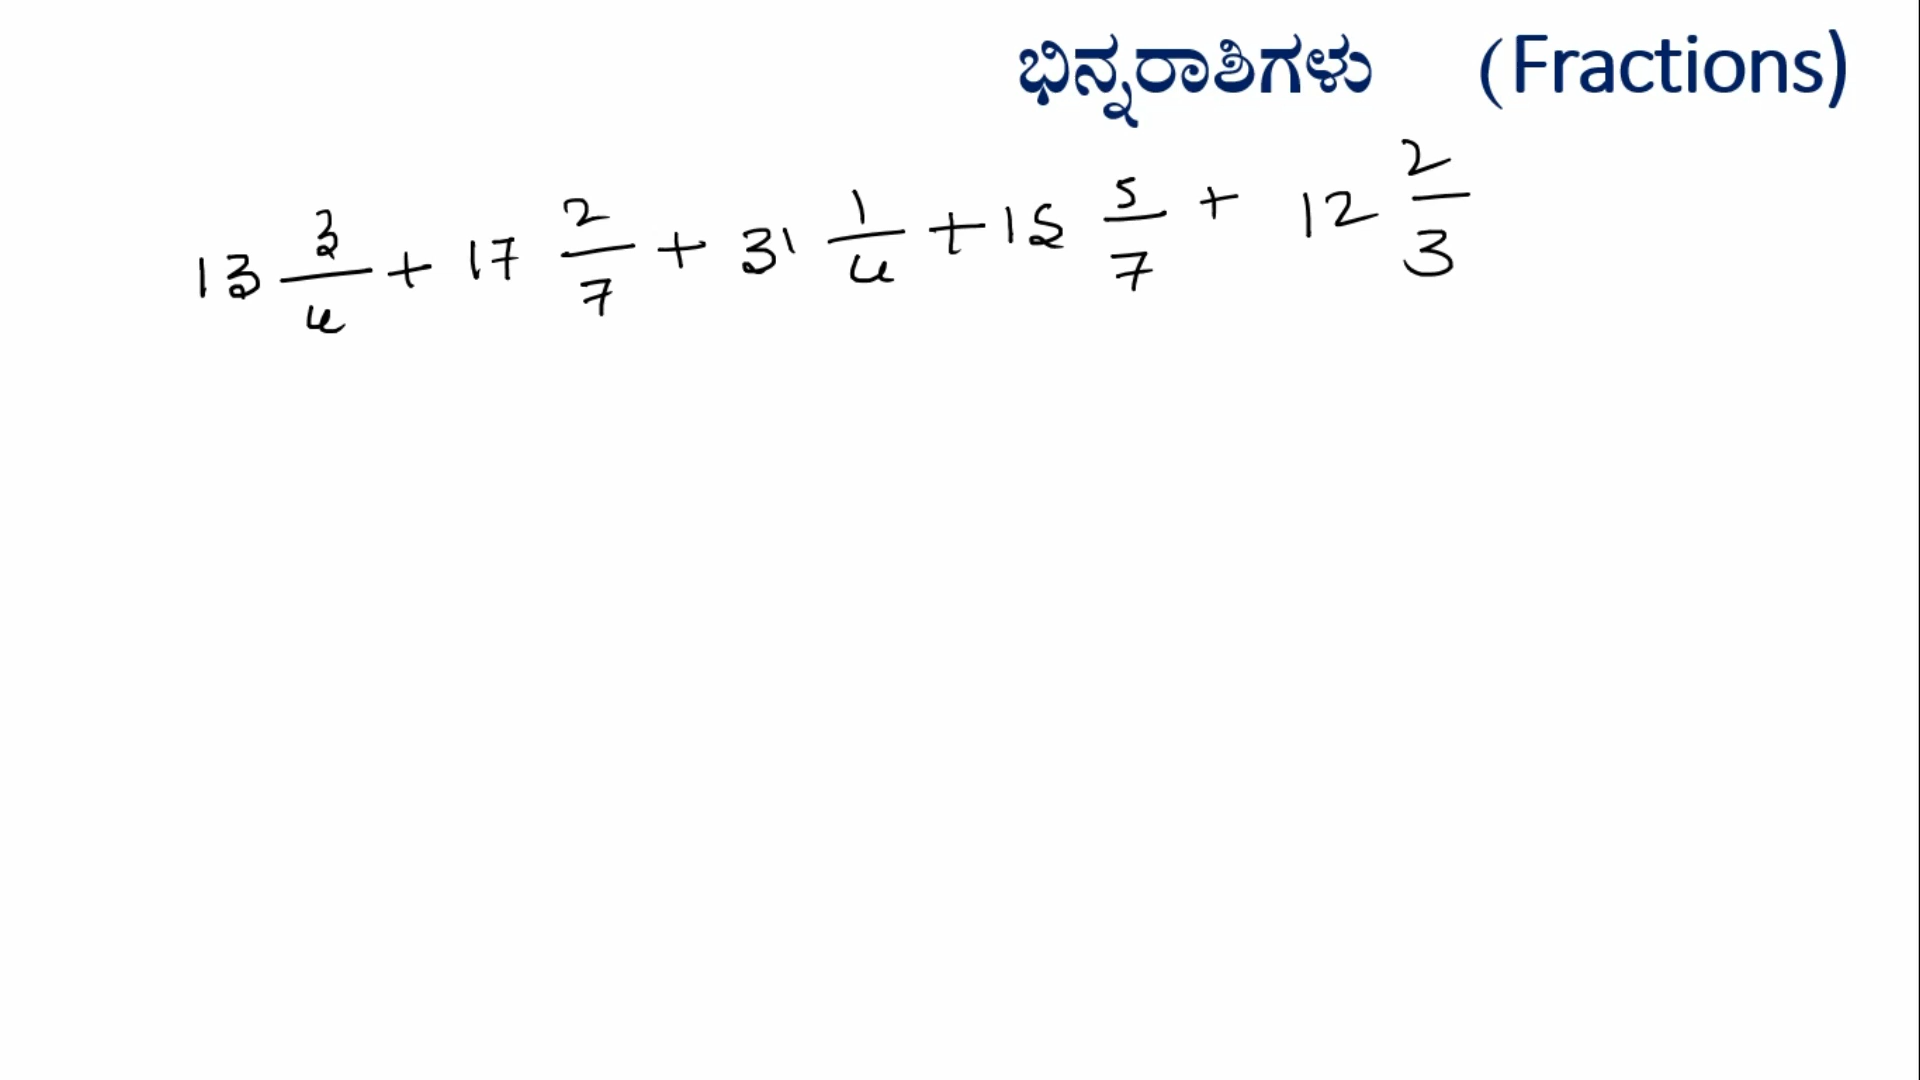 ಭಿನ್ನರಾಶಿಗಳು (Fractions)
13 3/4 + 17 2/7 + 31 1/4 + 15 5/7 + 12 2/3